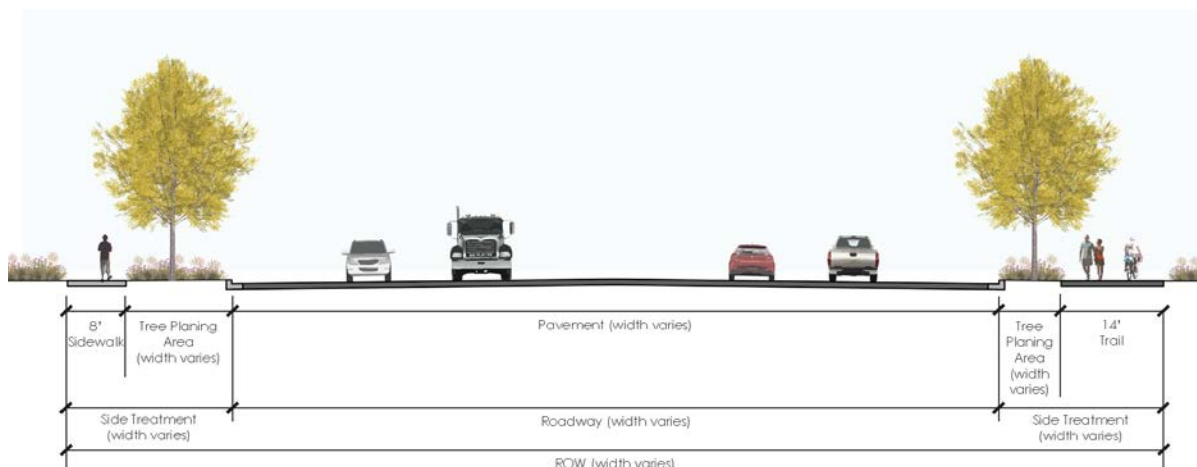 8'
Sidewalk
Tree Planing
Area
(width varies)
Pavement (width varies)
Tree
Planing
Area
(width
varies)
14'
Trail
Side Treatment
(width varies)
Roadway (width varies)
Side Treatment
(width varies)
ROW (width varies)